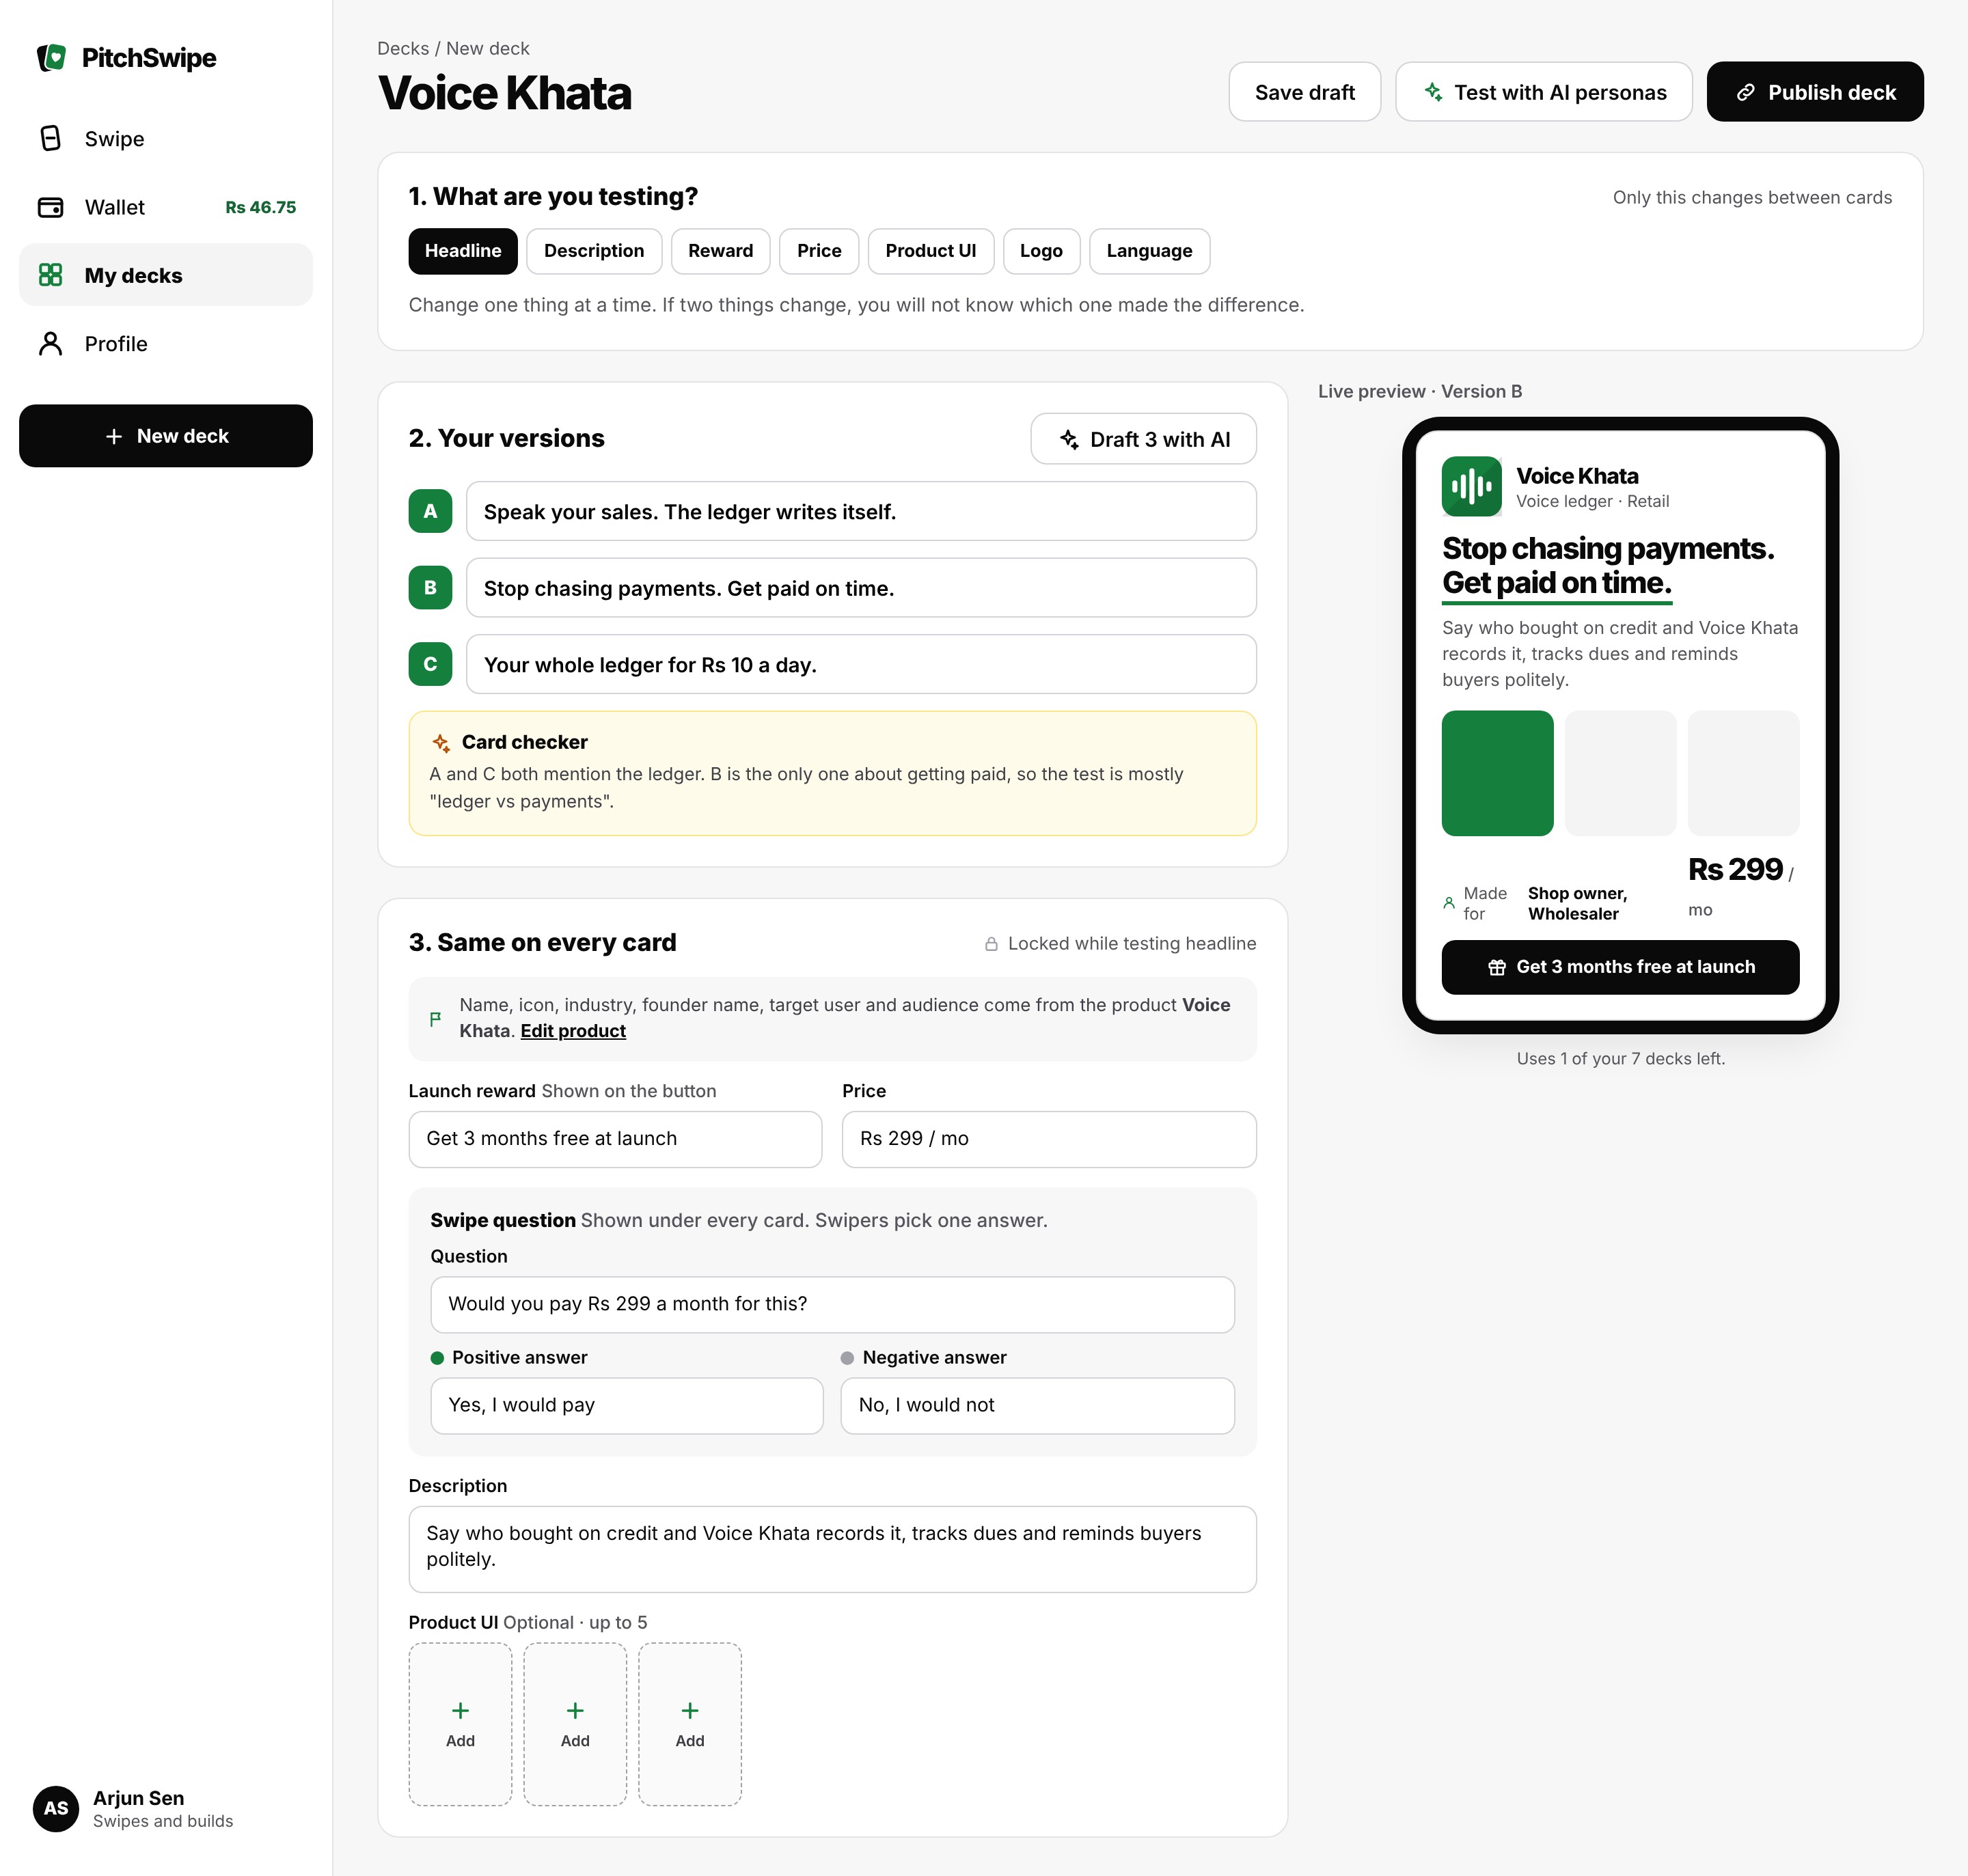 PitchSwipe
Swipe
Wallet
Rs 46.75
My decks
Profile
New deck
AS
Arjun Sen
Swipes and builds
Decks / New deck
Voice Khata
Save draft
Test with AI personas
Publish deck
1. What are you testing?
Only this changes between cards
Headline
Description
Reward
Price
Product UI
Logo
Language
Change one thing at a time. If two things change, you will not know which one made the difference.
2. Your versions
Draft 3 with AI
A
Speak your sales. The ledger writes itself.
B
Stop chasing payments. Get paid on time.
C
Your whole ledger for Rs 10 a day.
Card checker
A and C both mention the ledger. B is the only one about getting paid, so the test is mostly
"ledger vs payments".
3. Same on every card
Locked while testing headline
Name, icon, industry, founder name, target user and audience come from the product Voice
Khata. Edit product
Launch reward Shown on the button
Get 3 months free at launch
Price
Rs 299 / mo
Swipe question Shown under every card. Swipers pick one answer.
Question
Would you pay Rs 299 a month for this?
Positive answer
Yes, I would pay
Negative answer
No, I would not
Description
Say who bought on credit and Voice Khata records it, tracks dues and reminds buyers
politely.
Product UI Optional · up to 5
Add
Add
Add
Live preview · Version B
Voice Khata
Voice ledger · Retail
Stop chasing payments.
Get paid on time.
Say who bought on credit and Voice Khata
records it, tracks dues and reminds
buyers politely.
Made
for
Shop owner,
Wholesaler
Rs 299 /
mo
Get 3 months free at launch
Uses 1 of your 7 decks left.